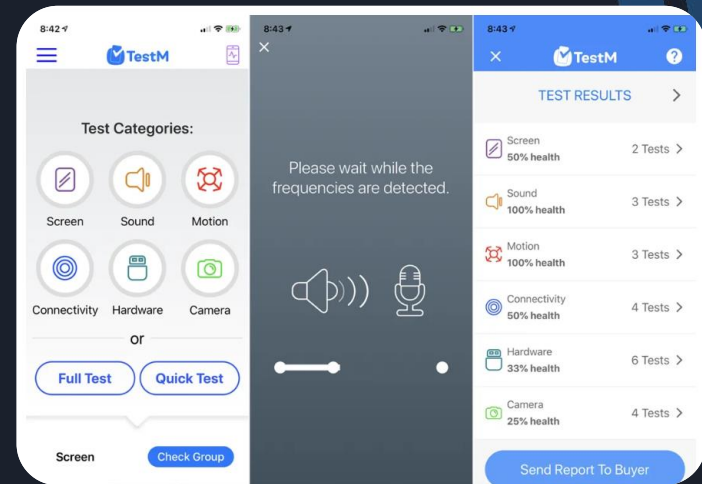 8:42
TestM
Test Categories:
Screen
Sound
Motion
Connectivity
Hardware
Camera
or
Full Test
Quick Test
Screen
Check Group
8:43
Please wait while the
frequencies are detected.
8:43
TestM
?
TEST RESULTS
Screen
50% health
2 Tests
Sound
100% health
3 Tests
Motion
100% health
3 Tests
Connectivity
50% health
4 Tests
Hardware
33% health
6 Tests
Camera
25% health
4 Tests
Send Report To Buyer